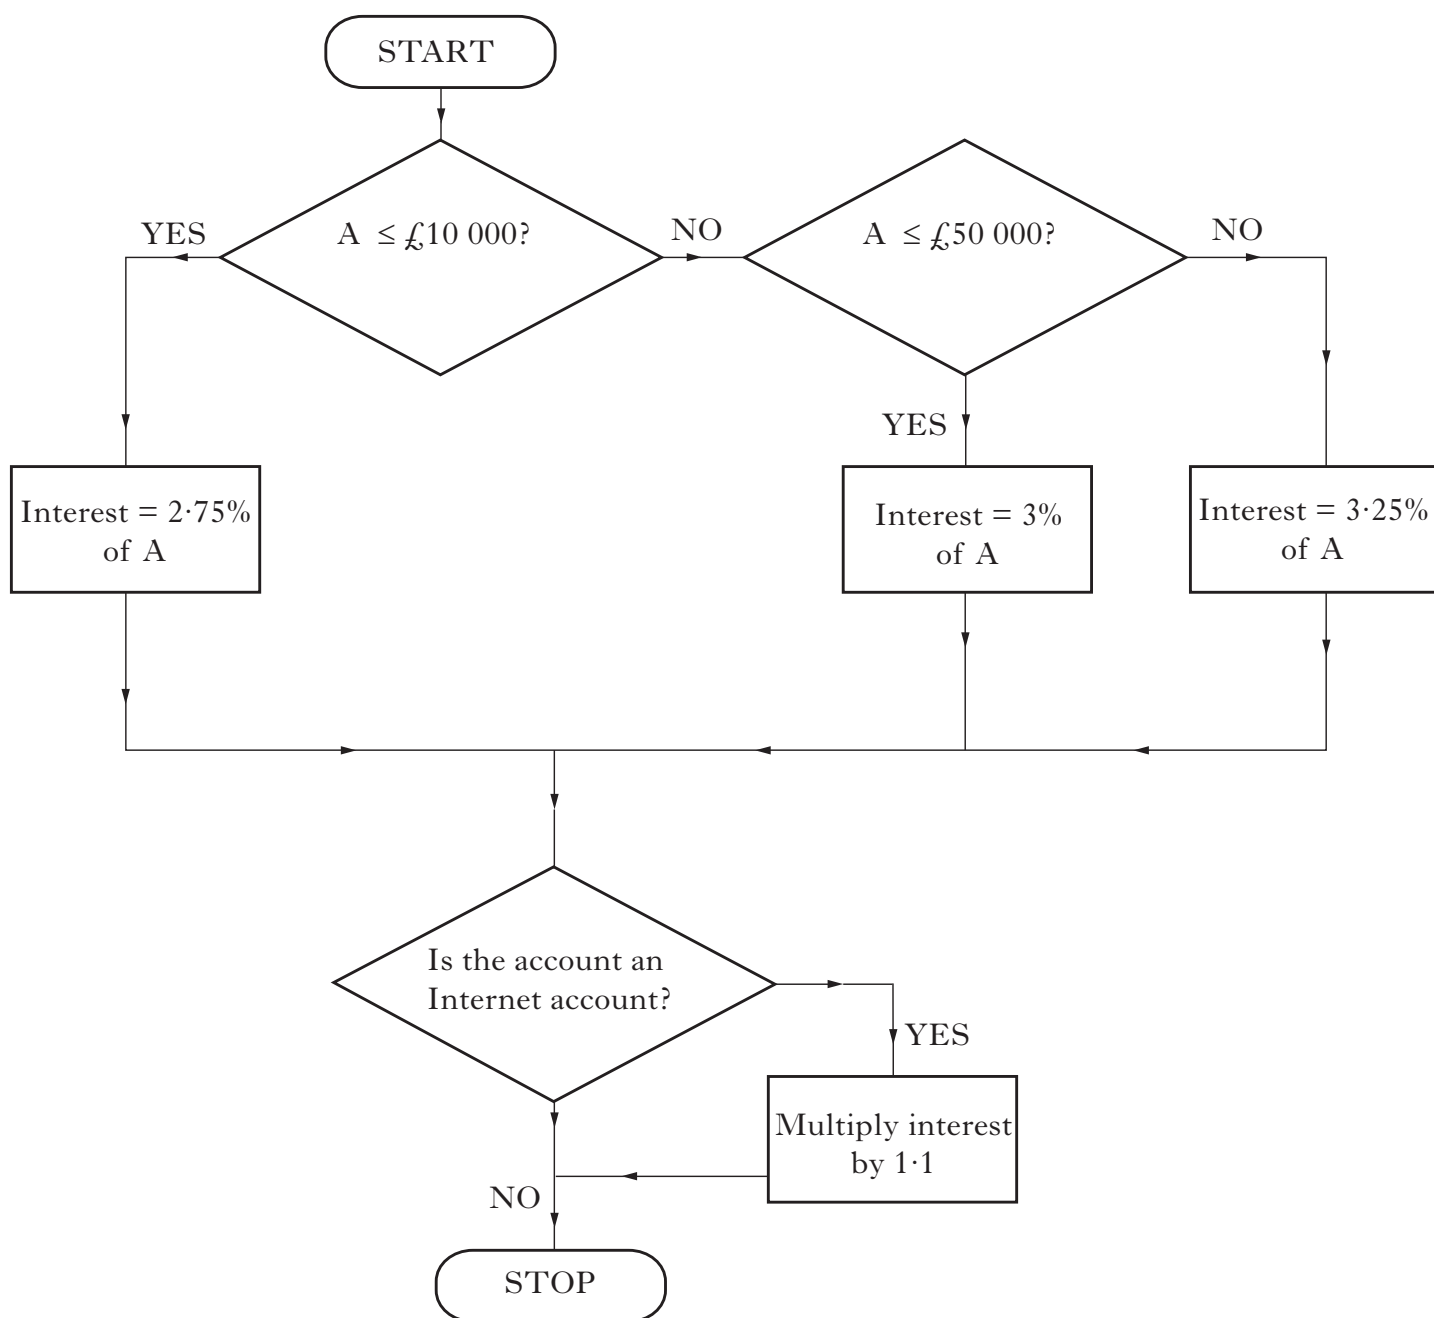 START
A ≤ £10 000?
YES
NO
A ≤ £50 000?
NO
YES
Interest = 2·75%
of A
Interest = 3%
of A
Interest = 3·25%
of A
Is the account an
Internet account?
YES
Multiply interest
by 1·1
NO
STOP